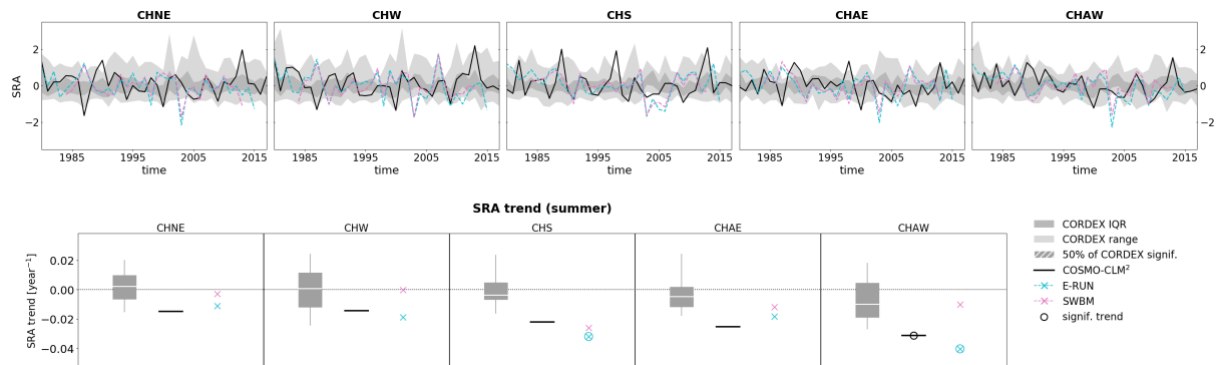 CHNE CHW CHS CHAE CHAW
SRA
2
0
−2
2
0
−2
1985 1995 2005 2015 1985 1995 2005 2015 1985 1995 2005 2015 1985 1995 2005 2015 1985 1995 2005 2015
time time time time time
SRA trend (summer)
CHNE CHW CHS CHAE CHAW
SRA trend [year⁻¹]
0.02
0.00
−0.02
−0.04
CORDEX IQR
CORDEX range
50% of CORDEX signif.
COSMO-CLM²
E-RUN
SWBM
signif. trend